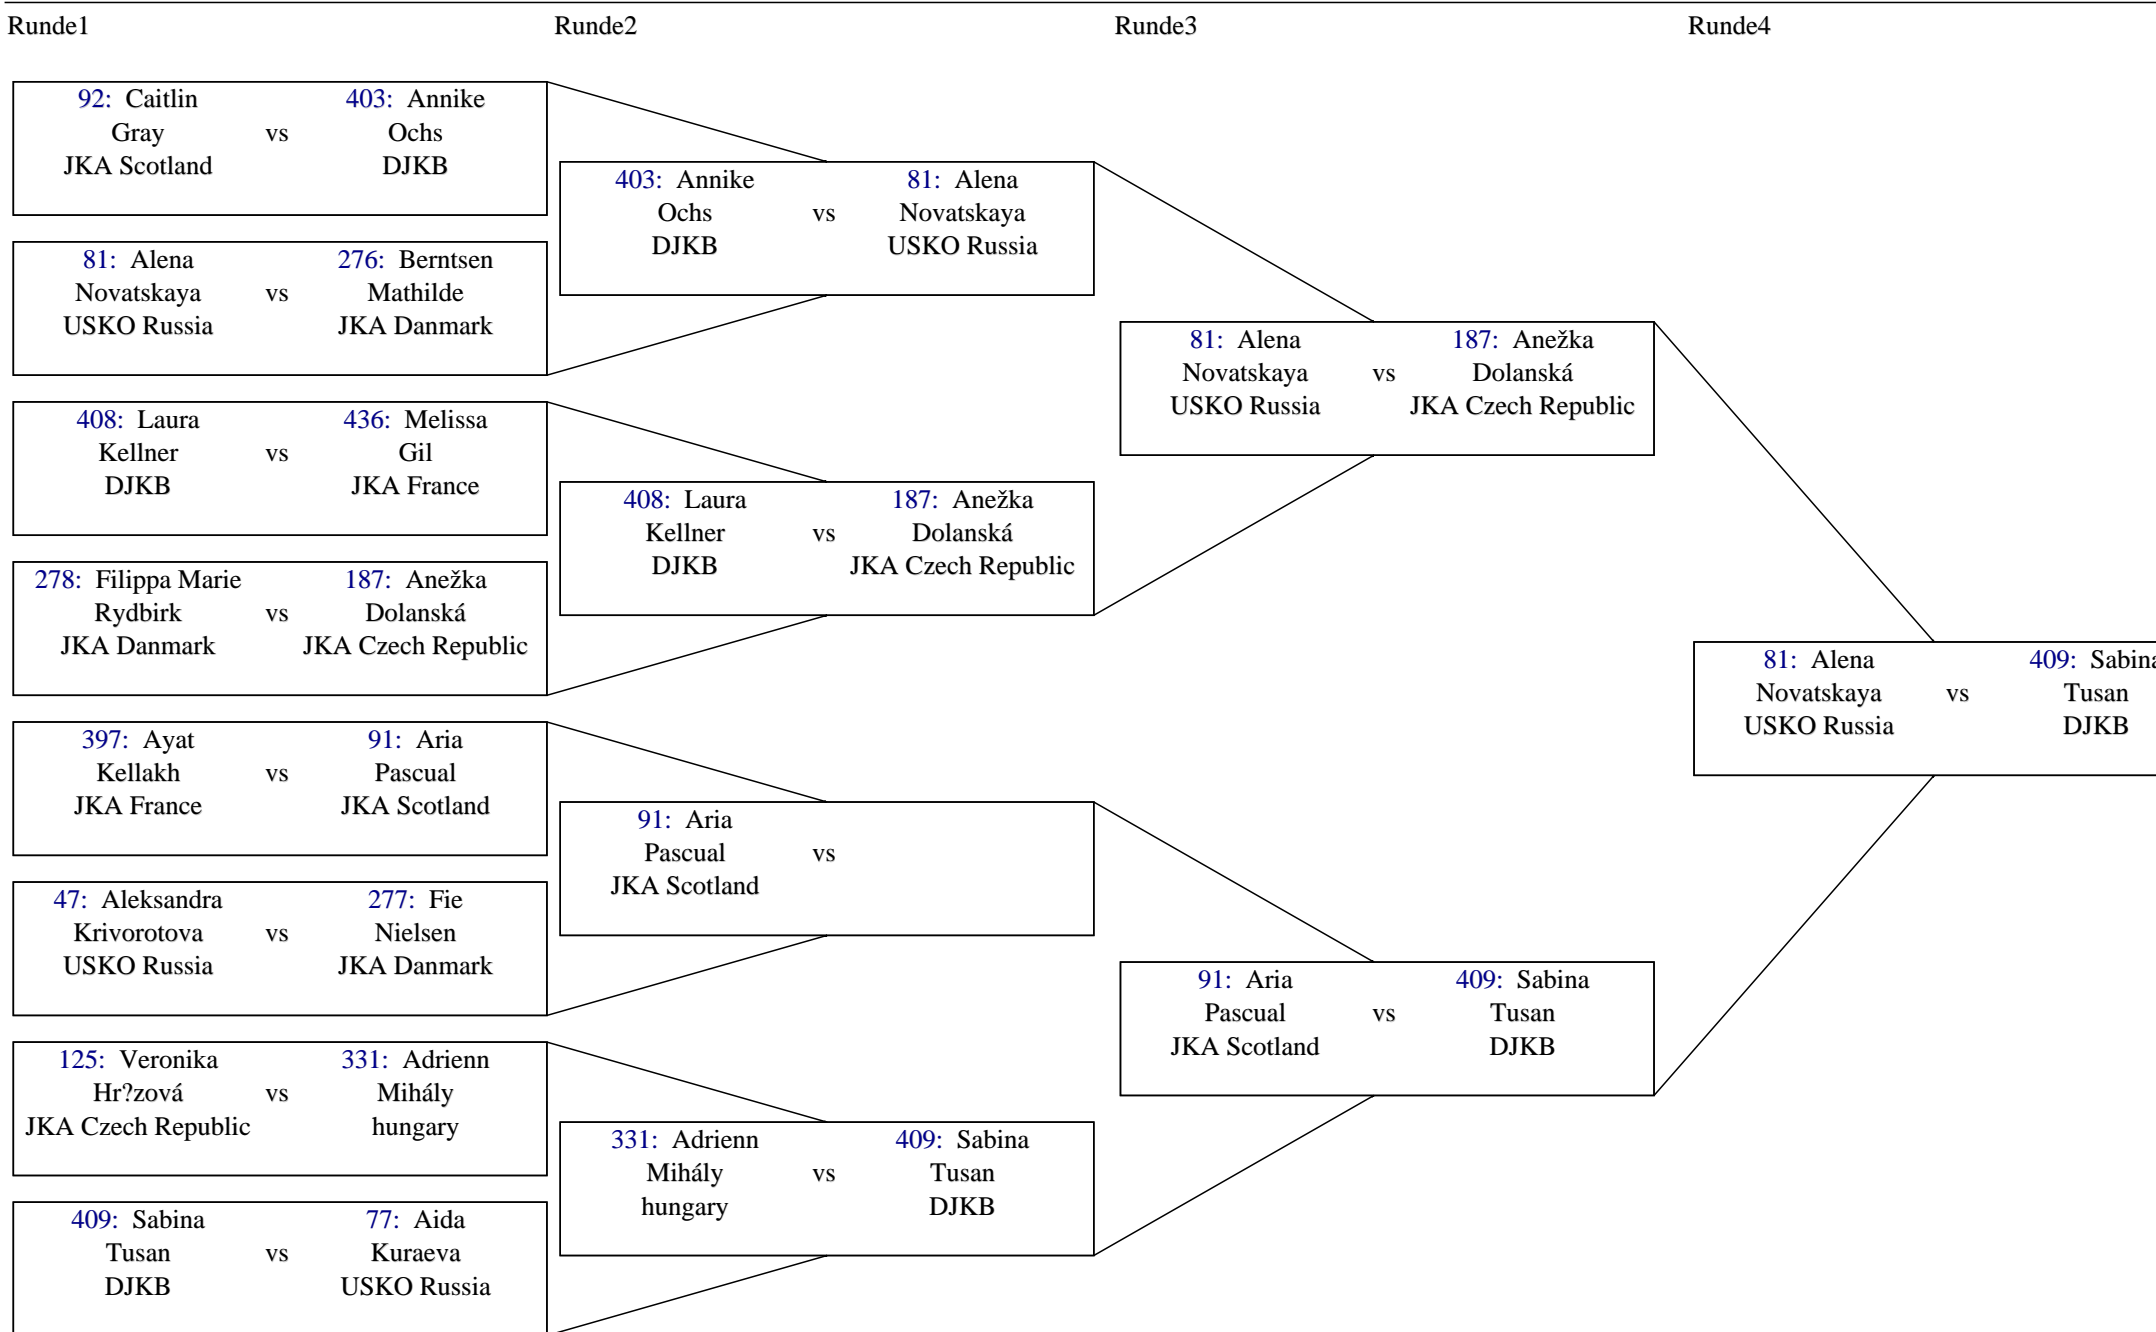 Runde1 Runde2 Runde3 Runde4
92: Caitlin 403: Annike
Gray vs Ochs
JKA Scotland DJKB
81: Alena 276: Berntsen
Novatskaya vs Mathilde
USKO Russia JKA Danmark
408: Laura 436: Melissa
Kellner vs Gil
DJKB JKA France
278: Filippa Marie 187: Anežka
Rydbirk vs Dolanská
JKA Danmark JKA Czech Republic
397: Ayat 91: Aria
Kellakh vs Pascual
JKA France JKA Scotland
47: Aleksandra 277: Fie
Krivorotova vs Nielsen
USKO Russia JKA Danmark
125: Veronika 331: Adrienn
Hr?zová vs Mihály
JKA Czech Republic hungary
409: Sabina 77: Aida
Tusan vs Kuraeva
DJKB USKO Russia
403: Annike 81: Alena
Ochs vs Novatskaya
DJKB USKO Russia
408: Laura 187: Anežka
Kellner vs Dolanská
DJKB JKA Czech Republic
91: Aria
Pascual vs
JKA Scotland
331: Adrienn 409: Sabina
Mihály vs Tusan
hungary DJKB
81: Alena 187: Anežka
Novatskaya vs Dolanská
USKO Russia JKA Czech Republic
91: Aria 409: Sabina
Pascual vs Tusan
JKA Scotland DJKB
81: Alena 409: Sabina
Novatskaya vs Tusan
USKO Russia DJKB